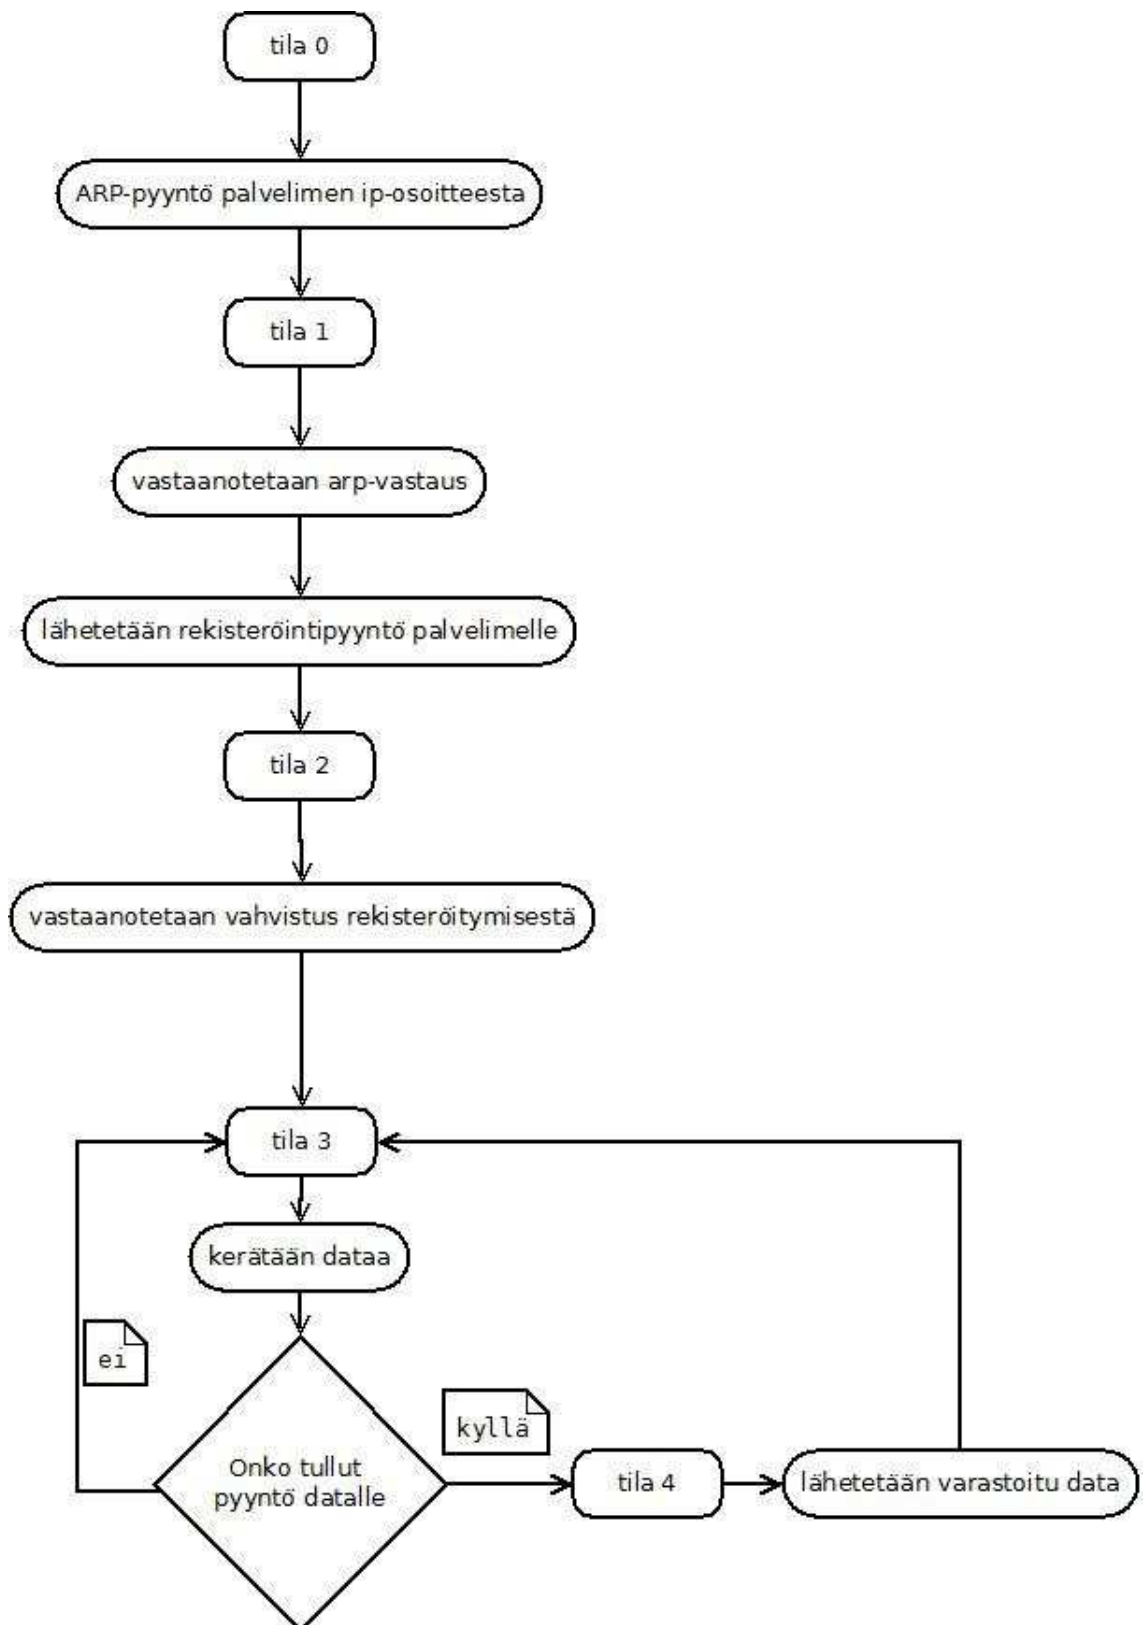 tila 0
ARP-pyyntö palvelimen ip-osoitteesta
tila 1
vastaanotetaan arp-vastaus
lähetetään rekisteröintipyyntö palvelimelle
tila 2
vastaanotetaan vahvistus rekisteröitymisestä
tila 3
kerätään dataa
ei
kyllä
Onko tullut
pyyntö datalle
tila 4
lähetetään varastoitu data